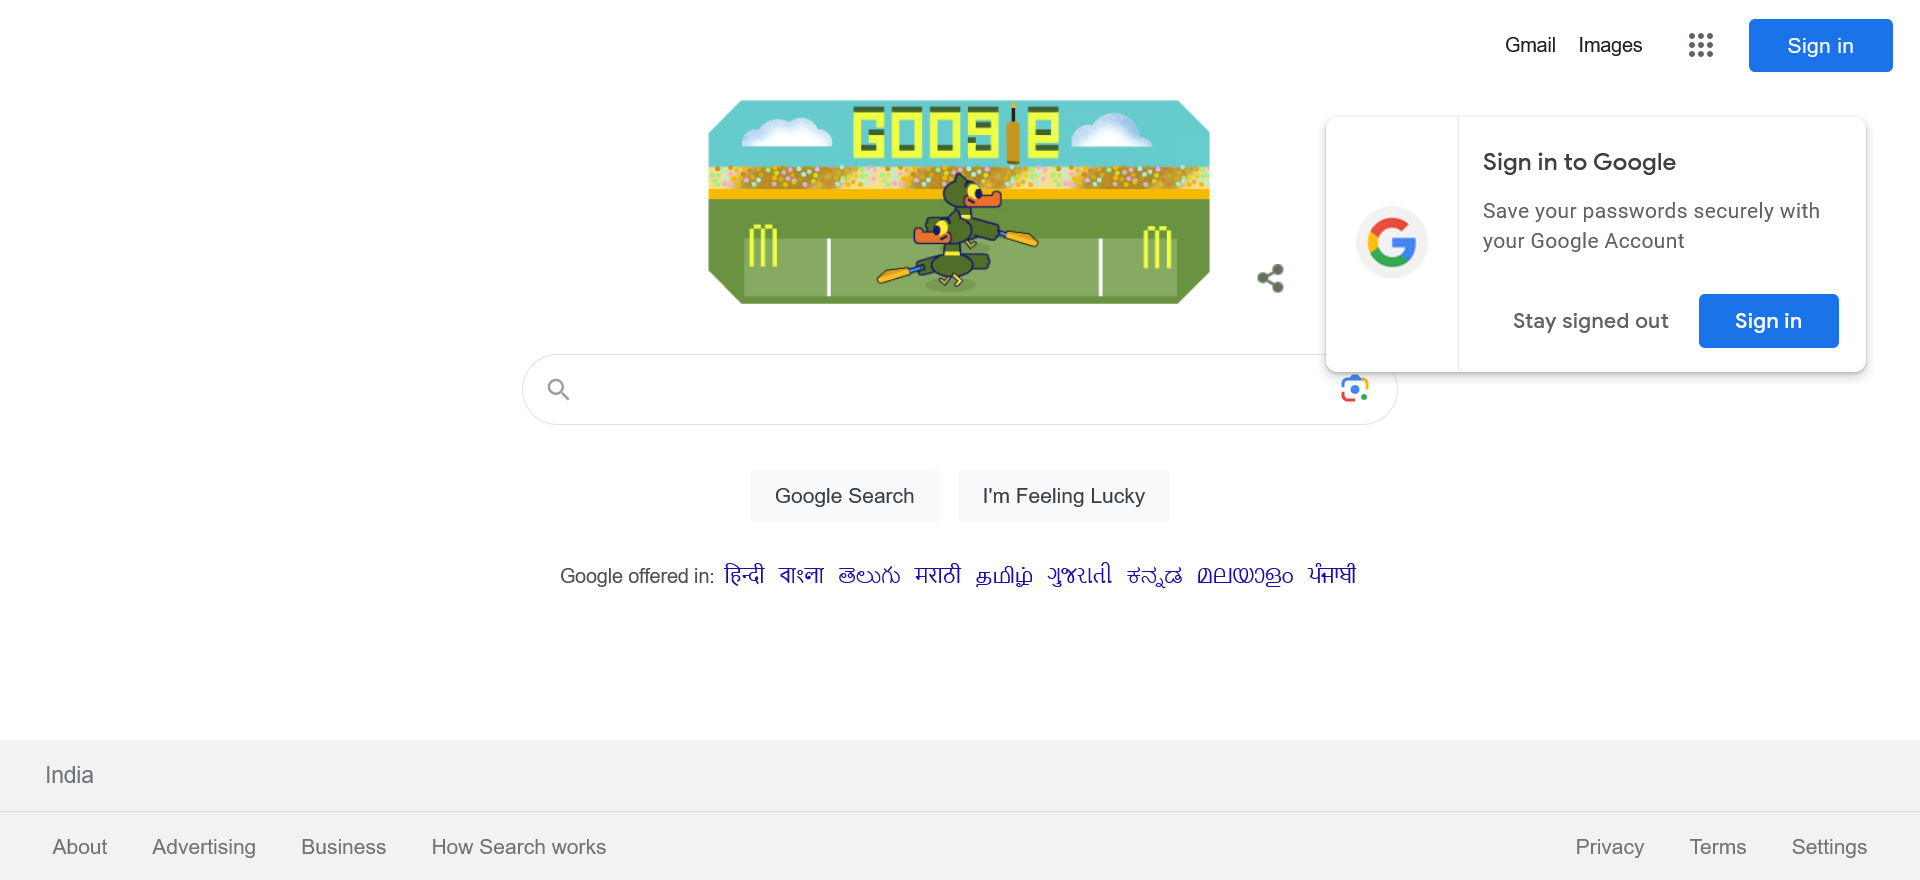 Gmail Images Sign in
GOOGLE
Sign in to Google
Save your passwords securely with
your Google Account
Stay signed out Sign in
Google Search I'm Feeling Lucky
Google offered in: हिन्दी বাংলা తెలుగు मराठी தமிழ் ગુજરાતી ಕನ್ನಡ മലയാളം ਪੰਜਾਬੀ
India
About Advertising Business How Search works Privacy Terms Settings